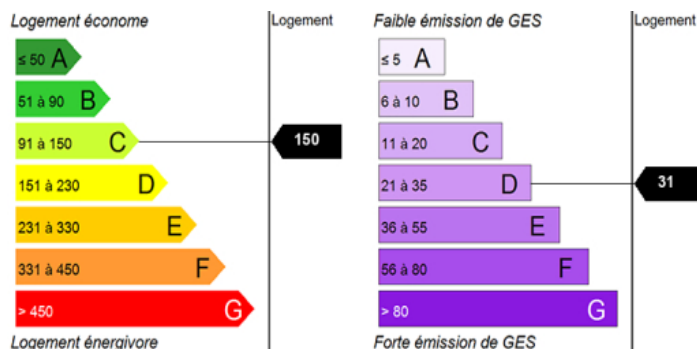 Logement économe
Logement
≤ 50 A
51 à 90 B
91 à 150 C
150
151 à 230 D
231 à 330 E
331 à 450 F
> 450 G
Logement énergivore
Faible émission de GES
Logement
≤ 5 A
6 à 10 B
11 à 20 C
21 à 35 D
31
36 à 55 E
56 à 80 F
> 80 G
Forte émission de GES